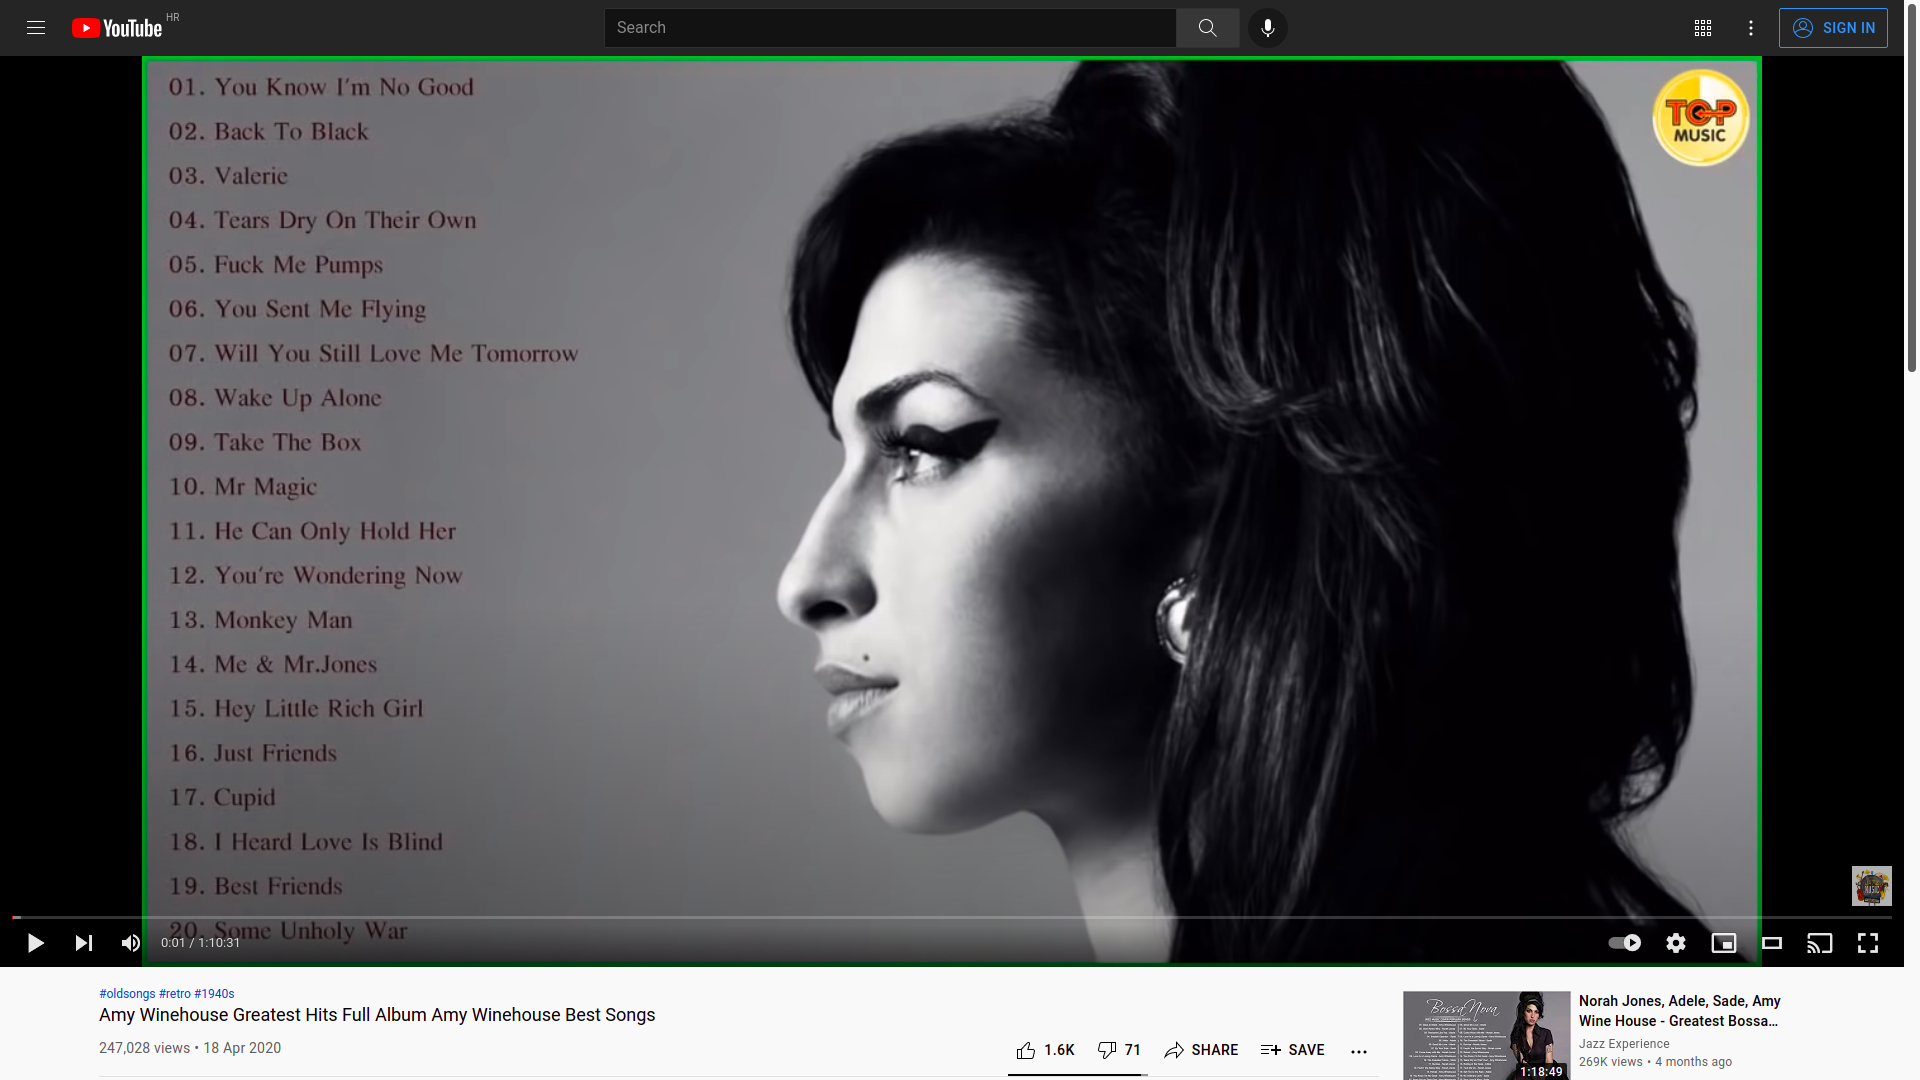 YouTube HR
Search
SIGN IN
01. You Know I'm No Good
02. Back To Black
03. Valerie
04. Tears Dry On Their Own
05. Fuck Me Pumps
06. You Sent Me Flying
07. Will You Still Love Me Tomorrow
08. Wake Up Alone
09. Take The Box
10. Mr Magic
11. He Can Only Hold Her
12. You're Wondering Now
13. Monkey Man
14. Me & Mr.Jones
15. Hey Little Rich Girl
16. Just Friends
17. Cupid
18. I Heard Love Is Blind
19. Best Friends
20. Some Unholy War
TOP
MUSIC
MUSIC
0:01 / 1:10:31
#oldsongs #retro #1940s
Amy Winehouse Greatest Hits Full Album Amy Winehouse Best Songs
247,028 views • 18 Apr 2020
1.6K
71
SHARE
SAVE
Bossa Nova
1:18:49
Norah Jones, Adele, Sade, Amy
Wine House - Greatest Bossa...
Jazz Experience
269K views • 4 months ago